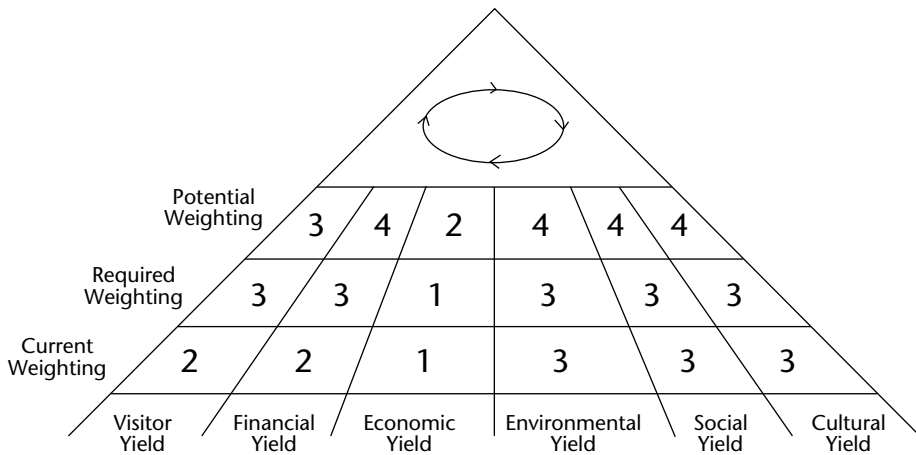 Potential
Weighting
3 4 2 4 4 4
Required
Weighting
3 3 1 3 3 3
Current
Weighting
2 2 1 3 3 3
Visitor
Yield
Financial
Yield
Economic
Yield
Environmental
Yield
Social
Yield
Cultural
Yield